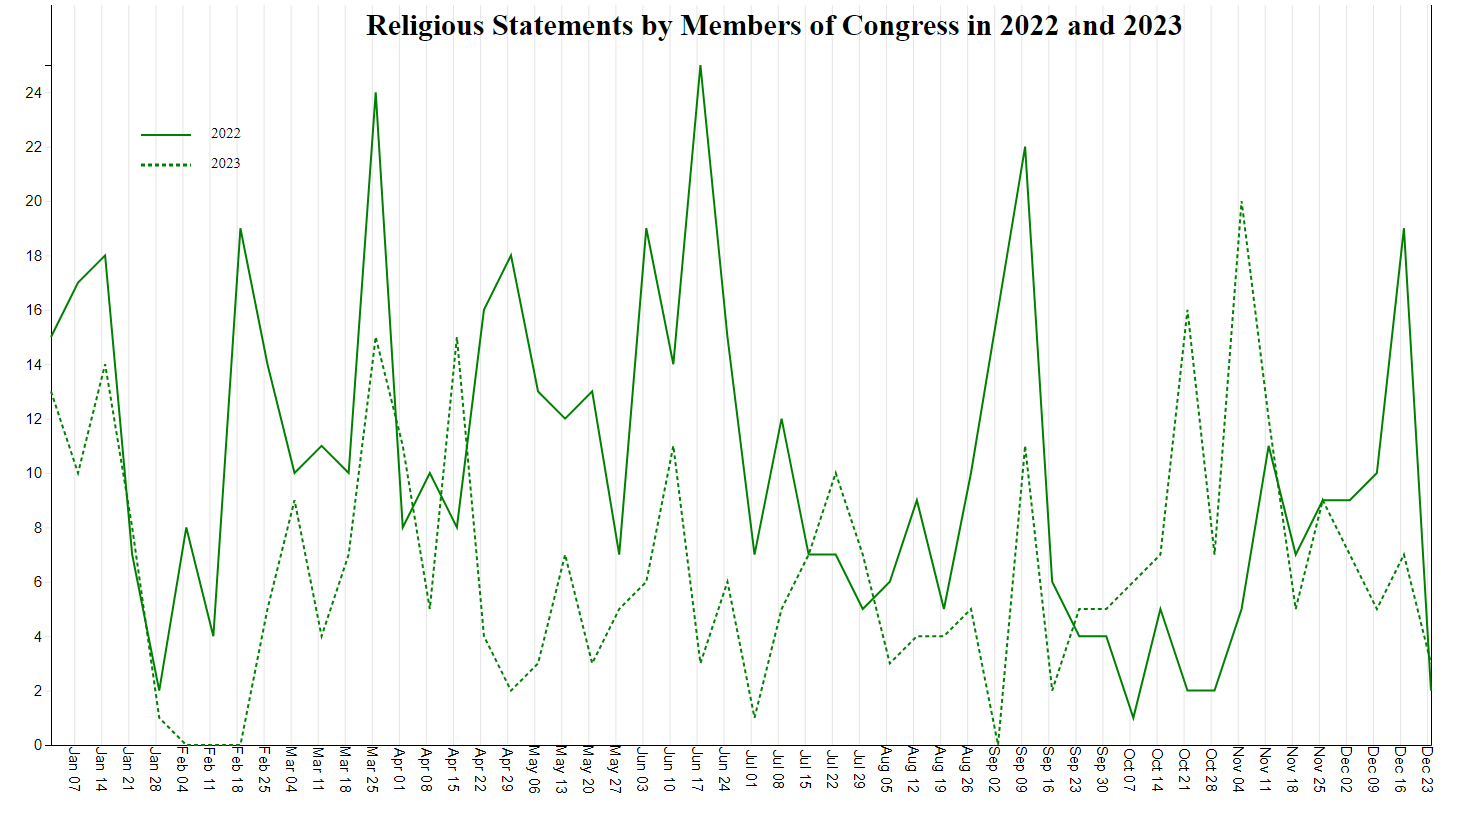 Religious Statements by Members of Congress in 2022 and 2023
24
22
20
18
16
14
12
10
8
6
4
2
0
2022
2023
Jan 07
Jan 14
Jan 21
Jan 28
Feb 04
Feb 11
Feb 18
Feb 25
Mar 04
Mar 11
Mar 18
Mar 25
Apr 01
Apr 08
Apr 15
Apr 22
Apr 29
May 06
May 13
May 20
May 27
Jun 03
Jun 10
Jun 17
Jun 24
Jul 01
Jul 08
Jul 15
Jul 22
Jul 29
Aug 05
Aug 12
Aug 19
Aug 26
Sep 02
Sep 09
Sep 16
Sep 23
Sep 30
Oct 07
Oct 14
Oct 21
Oct 28
Nov 04
Nov 11
Nov 18
Nov 25
Dec 02
Dec 09
Dec 16
Dec 23